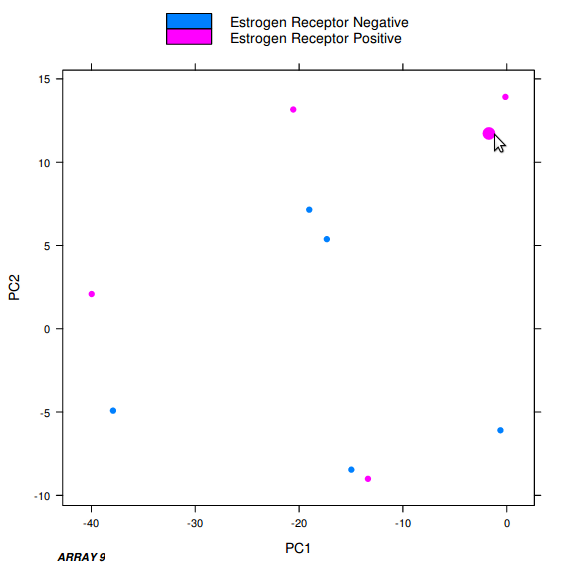 Estrogen Receptor Negative
Estrogen Receptor Positive
15
10
5
0
-5
-10
PC2
-40
-30
-20
-10
0
PC1
ARRAY 9